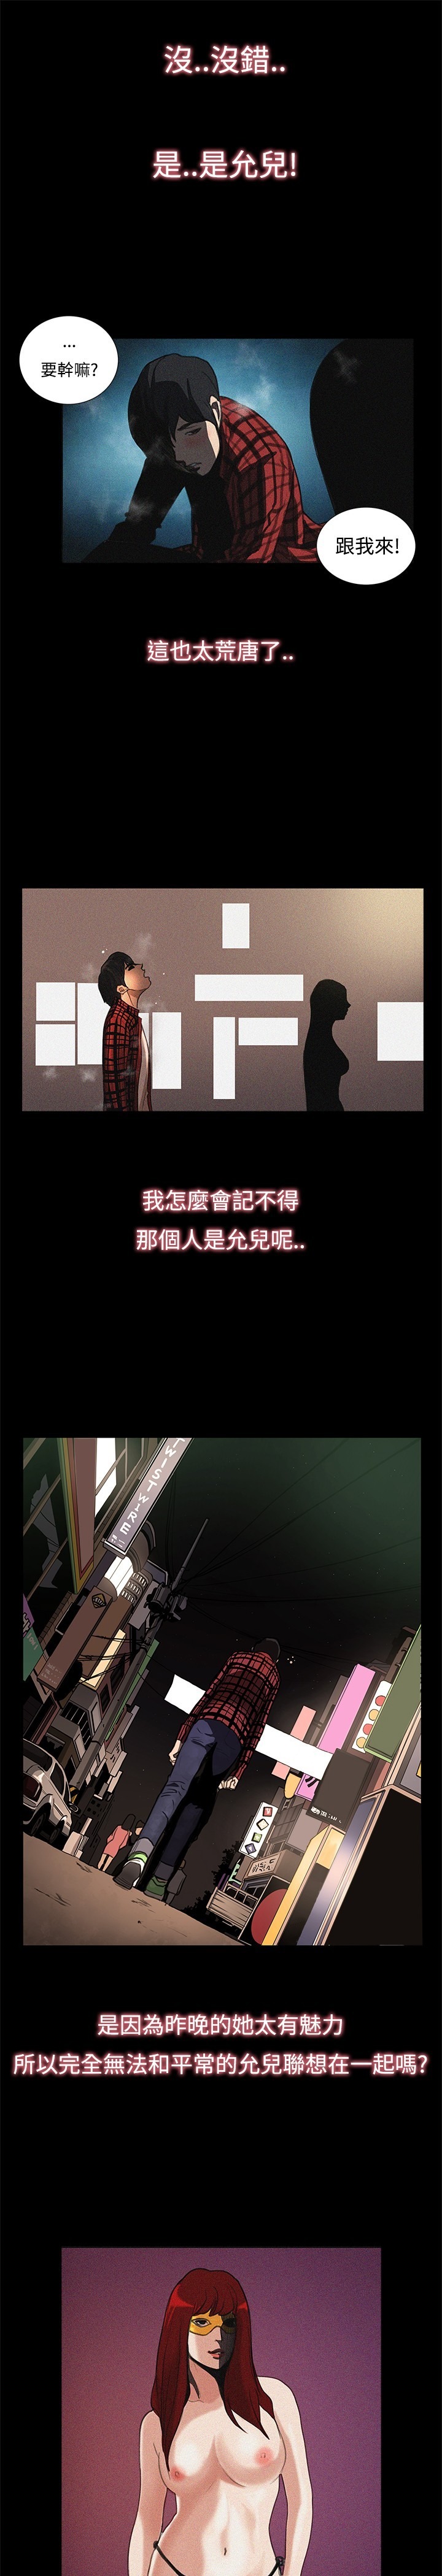 沒..沒錯..
是..是允兒!
...
要幹嘛?
跟我來!
這也太荒唐了..
我怎麼會記不得
那個人是允兒呢..
TWIST WIRE
是因為昨晚的她太有魅力
所以完全無法和平常的允兒聯想在一起嗎?